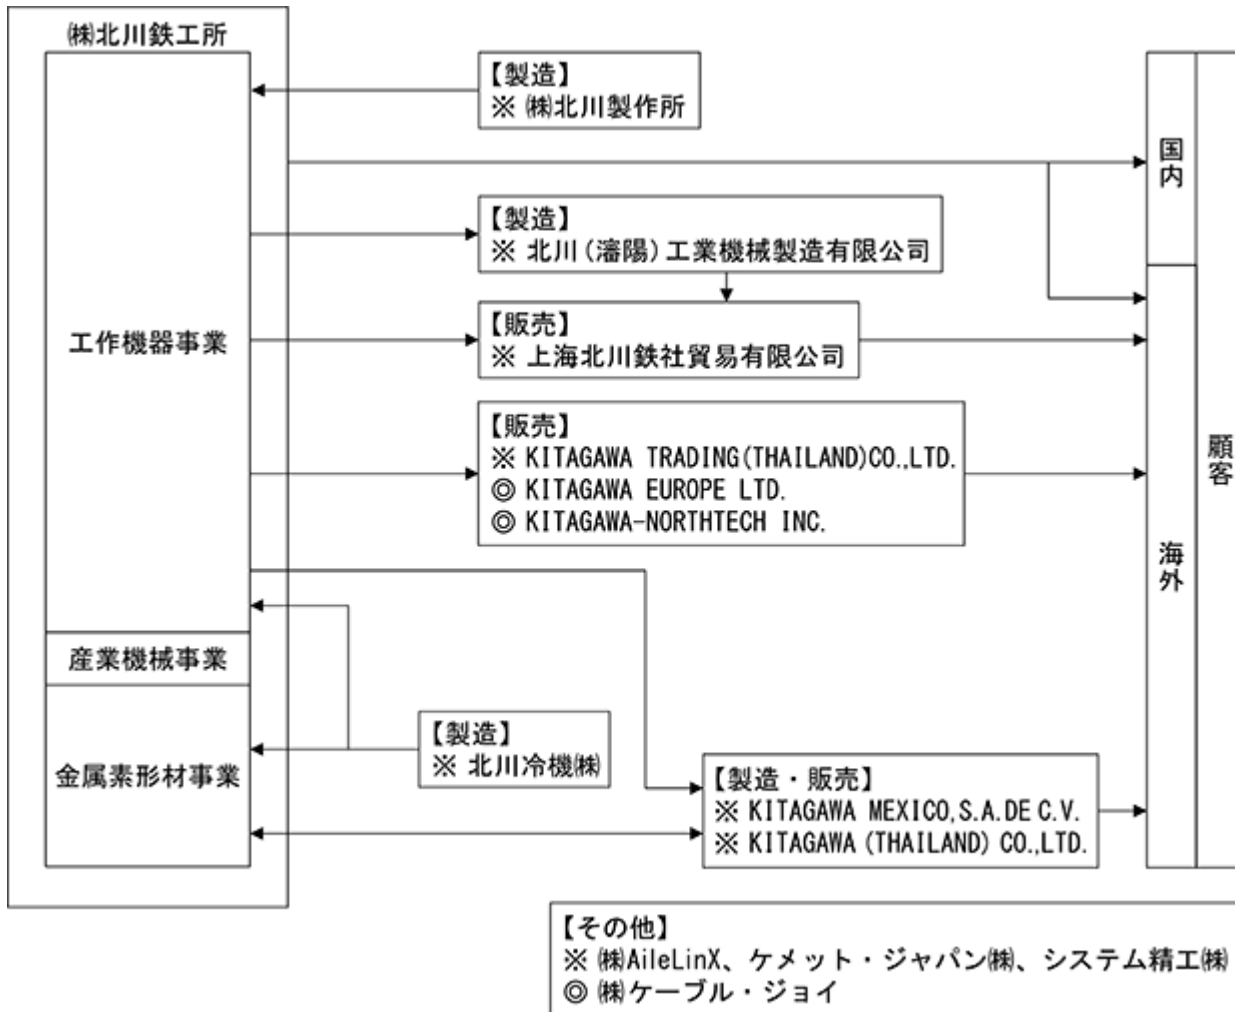 ㈱北川鉄工所
工作機器事業
産業機械事業
金属素形材事業
【製造】
※ ㈱北川製作所
【製造】
※ 北川(瀋陽)工業機械製造有限公司
【販売】
※ 上海北川鉄社貿易有限公司
【販売】
※ KITAGAWA TRADING(THAILAND)CO.,LTD.
◎ KITAGAWA EUROPE LTD.
◎ KITAGAWA-NORTHTECH INC.
【製造】
※ 北川冷機㈱
【製造・販売】
※ KITAGAWA MEXICO,S.A.DE C.V.
※ KITAGAWA (THAILAND) CO.,LTD.
国内
海外
顧客
【その他】
※ ㈱AileLinX、ケメット・ジャパン㈱、システム精工㈱
◎ ㈱ケーブル・ジョイ